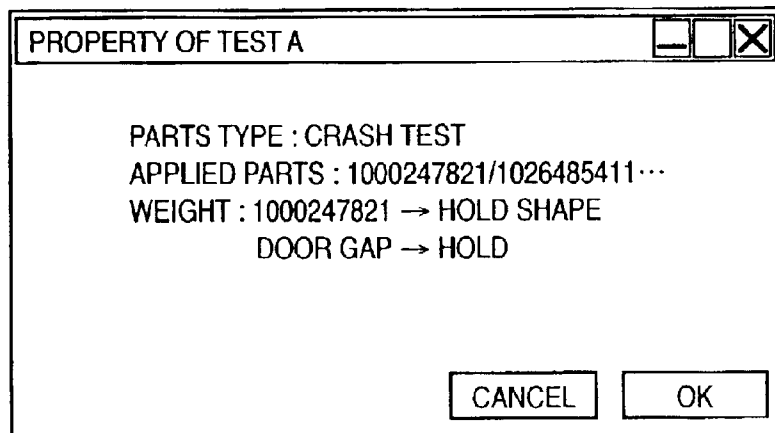 PROPERTY OF TEST A
PARTS TYPE : CRASH TEST
APPLIED PARTS : 1000247821/1026485411···
WEIGHT : 1000247821 → HOLD SHAPE
DOOR GAP → HOLD
CANCEL OK